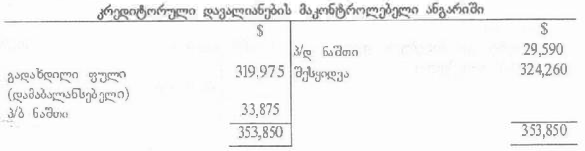 კრედიტორული დავალიანების მაკონტროლებელი ანგარიში
$ $
პ/დ ნაშთი 29,590
გადახდილი ფული 319,975 შესყიდვა 324,260
(დამაბალანსებელი)
პ/ბ ნაშთი 33,875
353,850 353,850